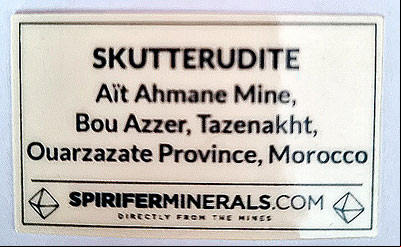 SKUTTERUDITE
Aït Ahmane Mine,
Bou Azzer, Tazenakht,
Ouarzazate Province, Morocco
SPIRIFERMINERALS.COM
DIRECTLY FROM THE MINES